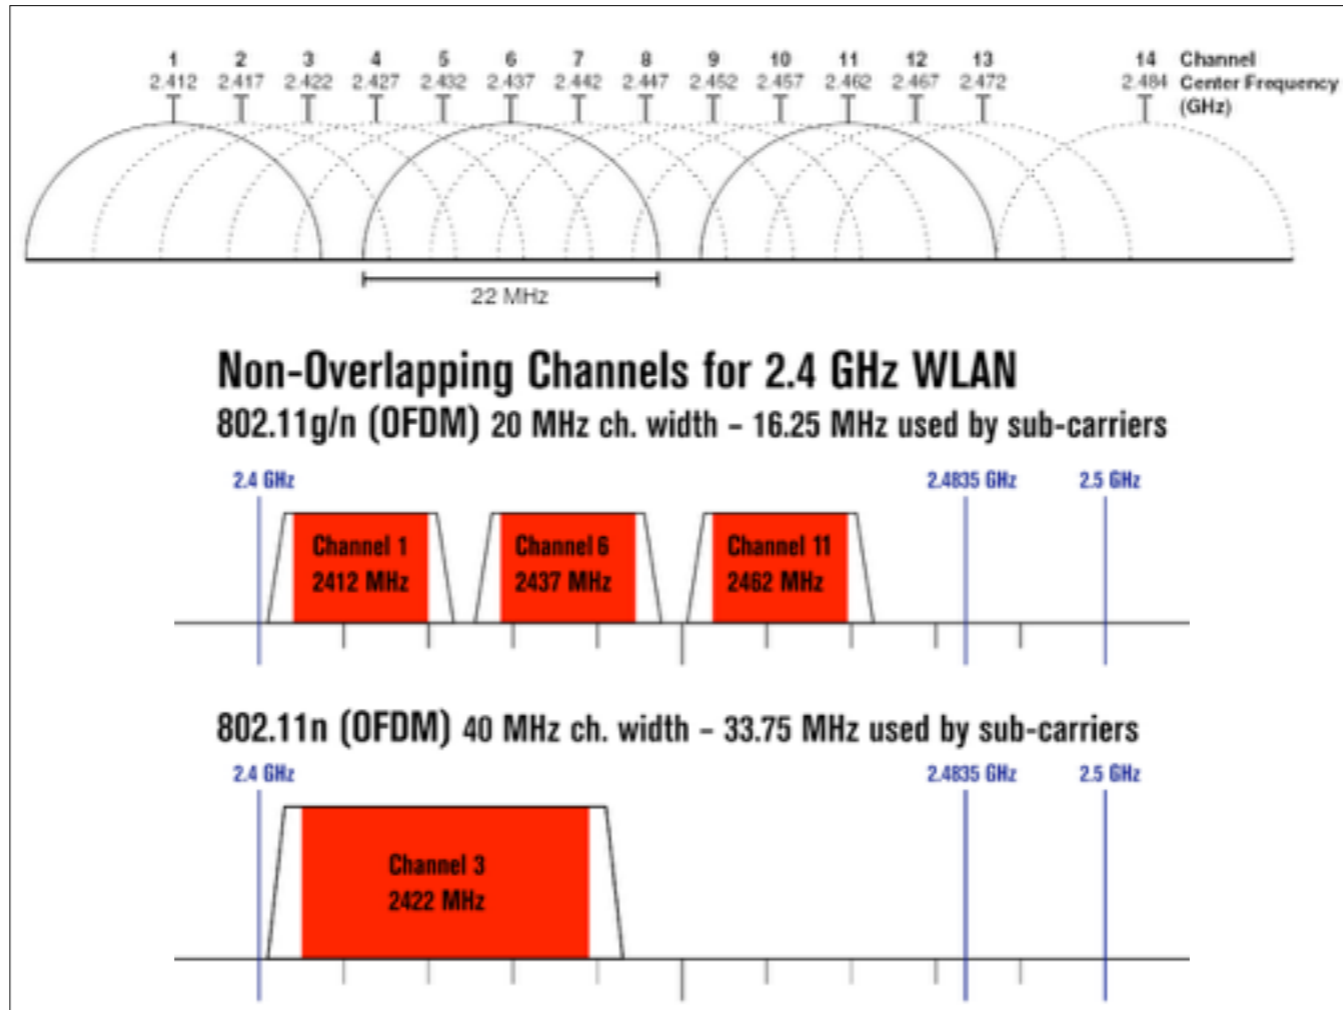 1 2 3 4 5 6 7 8 9 10 11 12 13 14 Channel
2.412 2.417 2.422 2.427 2.432 2.437 2.442 2.447 2.452 2.457 2.462 2.467 2.472 2.484 Center Frequency
(GHz)
22 MHz
Non-Overlapping Channels for 2.4 GHz WLAN
802.11g/n (OFDM) 20 MHz ch. width – 16.25 MHz used by sub-carriers
2.4 GHz 2.4835 GHz 2.5 GHz
Channel 1 Channel 6 Channel 11
2412 MHz 2437 MHz 2462 MHz
802.11n (OFDM) 40 MHz ch. width – 33.75 MHz used by sub-carriers
2.4 GHz 2.4835 GHz 2.5 GHz
Channel 3
2422 MHz